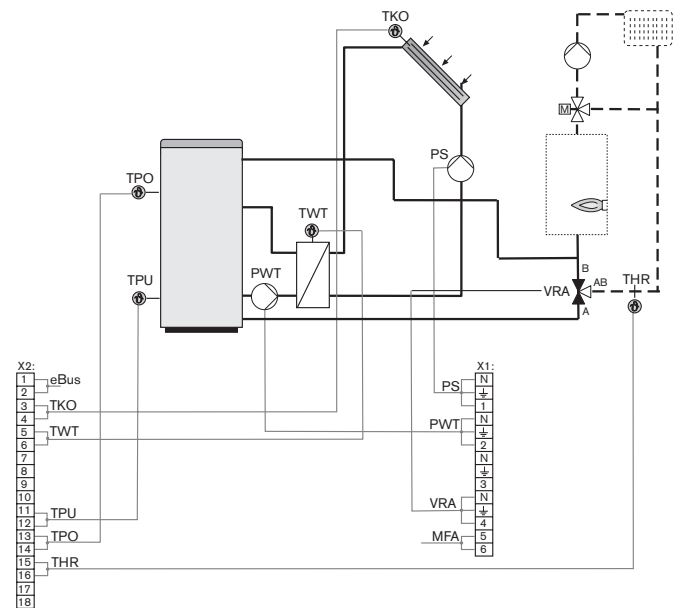 TKO
M
PS
TPO
TWT
B
THR
TPU
PWT
VRA
AB
A
X2:
1
2
3
4
5
6
7
8
9
10
11
12
13
14
15
16
17
18
eBus
TKO
TWT
TPU
TPO
THR
X1:
N
1
N
2
N
3
N
4
5
6
PS
PWT
VRA
MFA